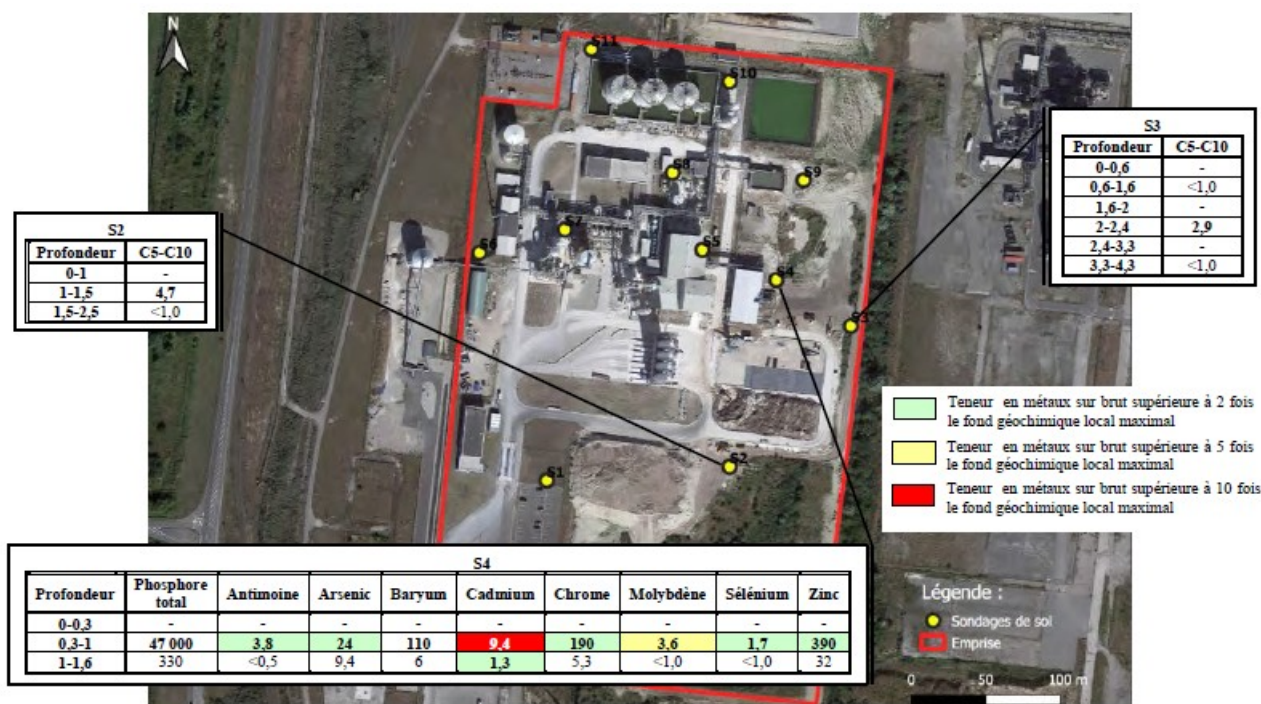 N
S11
S10
S3
Profondeur C5-C10
0-0,6 -
0,6-1,6 <1,0
1,6-2 -
2-2,4 2,9
2,4-3,3 -
3,3-4,3 <1,0
S8
S9
S2
Profondeur C5-C10
0-1 -
1-1,5 4,7
1,5-2,5 <1,0
S7
S6
S5
S4
S3
Teneur en métaux sur brut supérieure à 2 fois
le fond géochimique local maximal
Teneur en métaux sur brut supérieure à 5 fois
le fond géochimique local maximal
Teneur en métaux sur brut supérieure à 10 fois
le fond géochimique local maximal
S2
S1
S4
Profondeur Phosphore total Antimoine Arsenic Baryum Cadmium Chrome Molybdène Sélénium Zinc
0-0,3 - - - - - - - - -
0,3-1 47 000 3,8 24 110 9,4 190 3,6 1,7 390
1-1,6 330 <0,5 9,4 6 1,3 5,3 <1,0 <1,0 32
Légende :
Sondages de sol
Emprise
0 50 100 m